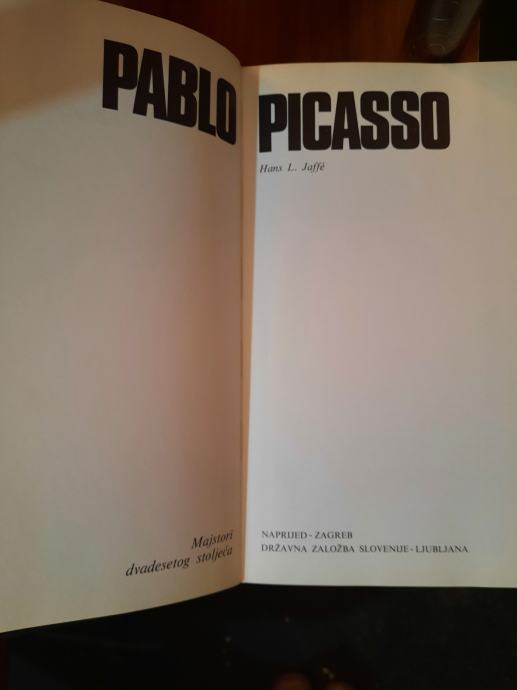 PABLO PICASSO
Hans L. Jaffé
Majstori
dvadesetog stoljeća
NAPRIJED - ZAGREB
DRŽAVNA ZALOŽBA SLOVENIJE - LJUBLJANA